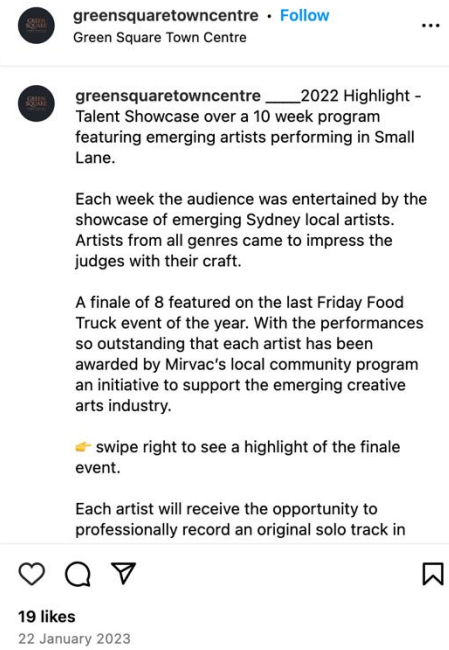 greensquaretowncentre • Follow
Green Square Town Centre
greensquaretowncentre ____2022 Highlight -
Talent Showcase over a 10 week program
featuring emerging artists performing in Small
Lane.
Each week the audience was entertained by the
showcase of emerging Sydney local artists.
Artists from all genres came to impress the
judges with their craft.
A finale of 8 featured on the last Friday Food
Truck event of the year. With the performances
so outstanding that each artist has been
awarded by Mirvac's local community program
an initiative to support the emerging creative
arts industry.
👉 swipe right to see a highlight of the finale
event.
Each artist will receive the opportunity to
professionally record an original solo track in
19 likes
22 January 2023